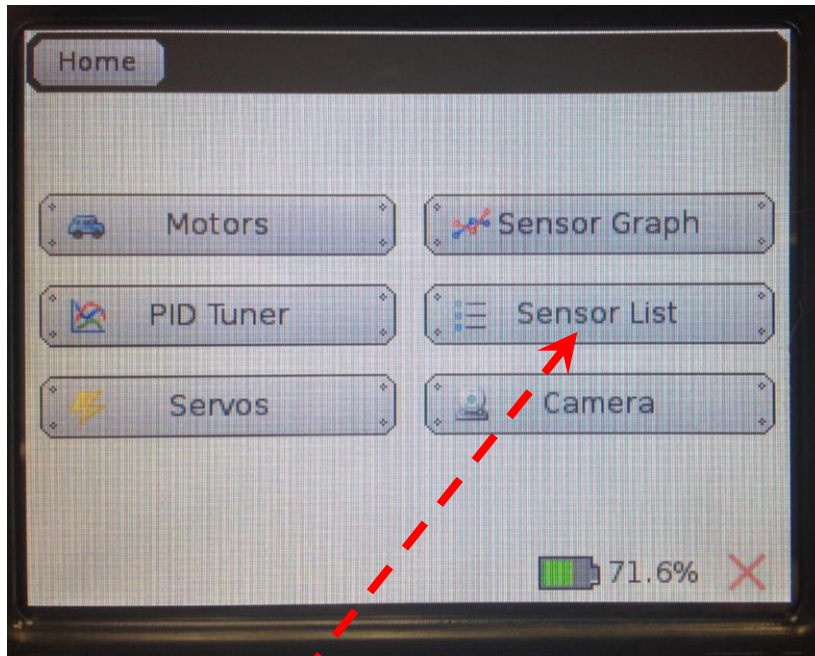 Home
Motors
Sensor Graph
PID Tuner
Sensor List
Servos
Camera
71.6%